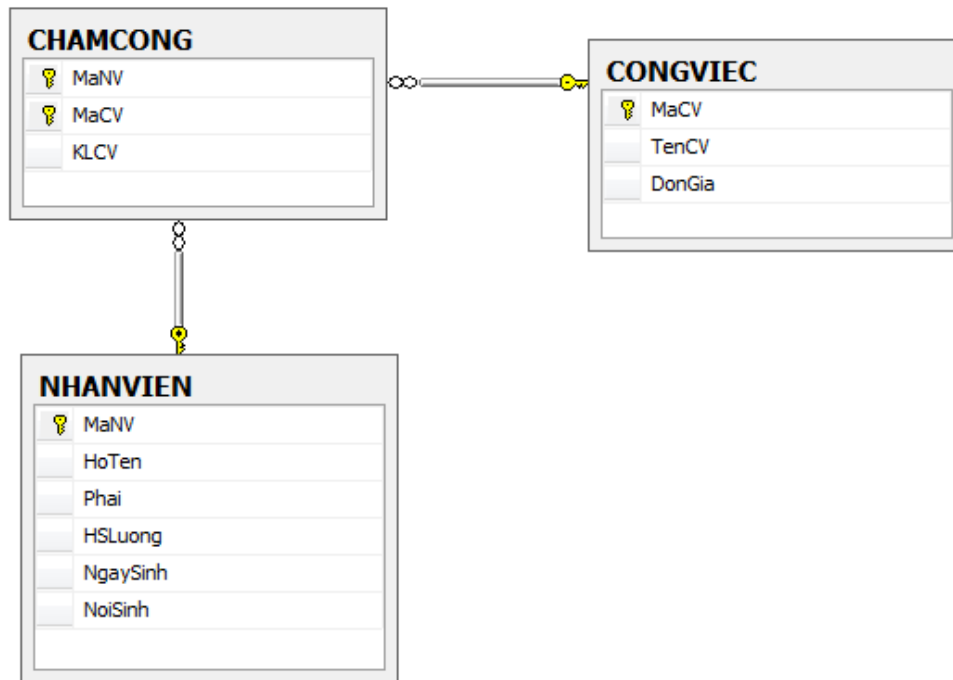 CHAMCONG
MaNV
MaCV
KLCV
CONGVIEC
MaCV
TenCV
DonGia
NHANVIEN
MaNV
HoTen
Phai
HSLuong
NgaySinh
NoiSinh